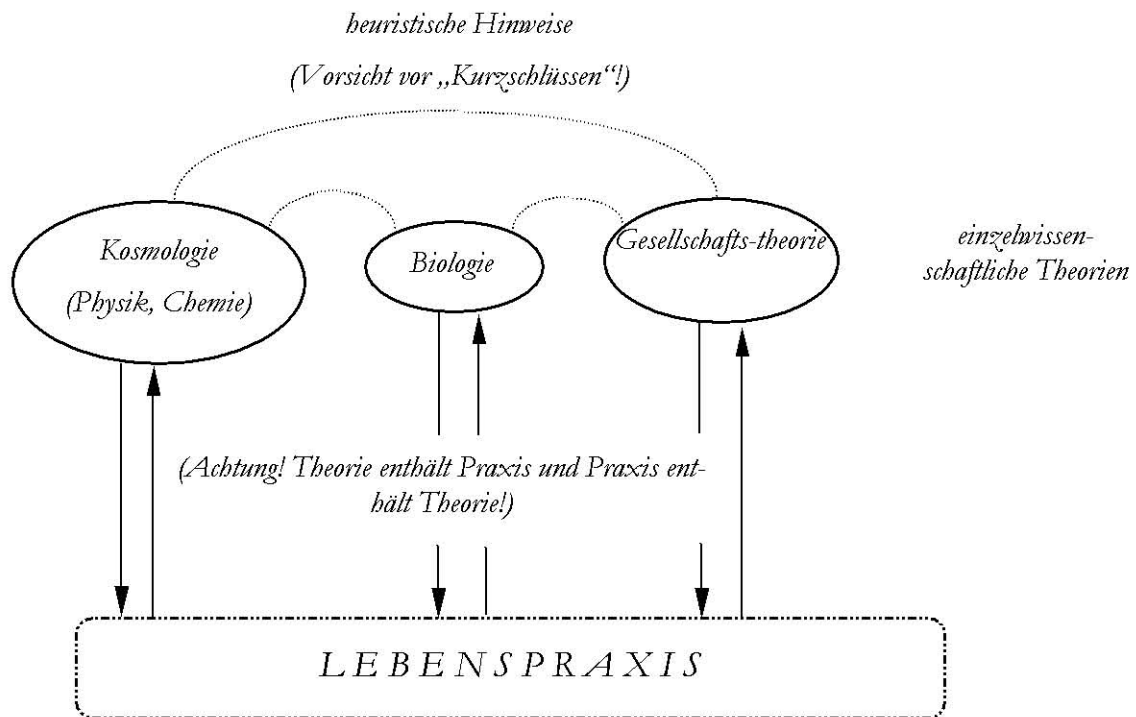 heuristische Hinweise
(Vorsicht vor „Kurzschlüssen“!)
Kosmologie
(Physik, Chemie)
Biologie
Gesellschafts-theorie
einzelwissen-
schaftliche Theorien
(Achtung! Theorie enthält Praxis und Praxis ent-
hält Theorie!)
LEBENSPRAXIS